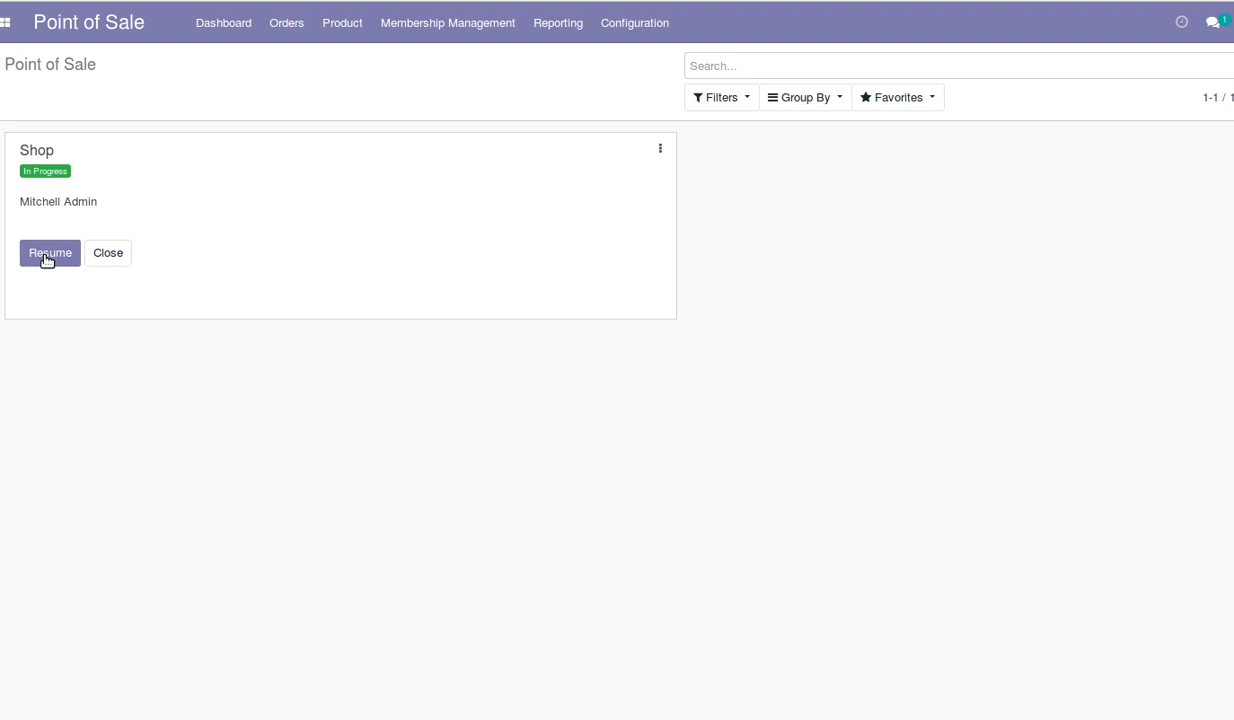 Point of Sale Dashboard Orders Product Membership Management Reporting Configuration 1
Point of Sale
Search...
Filters Group By Favorites 1-1 / 1
Shop
In Progress
Mitchell Admin
Resume Close